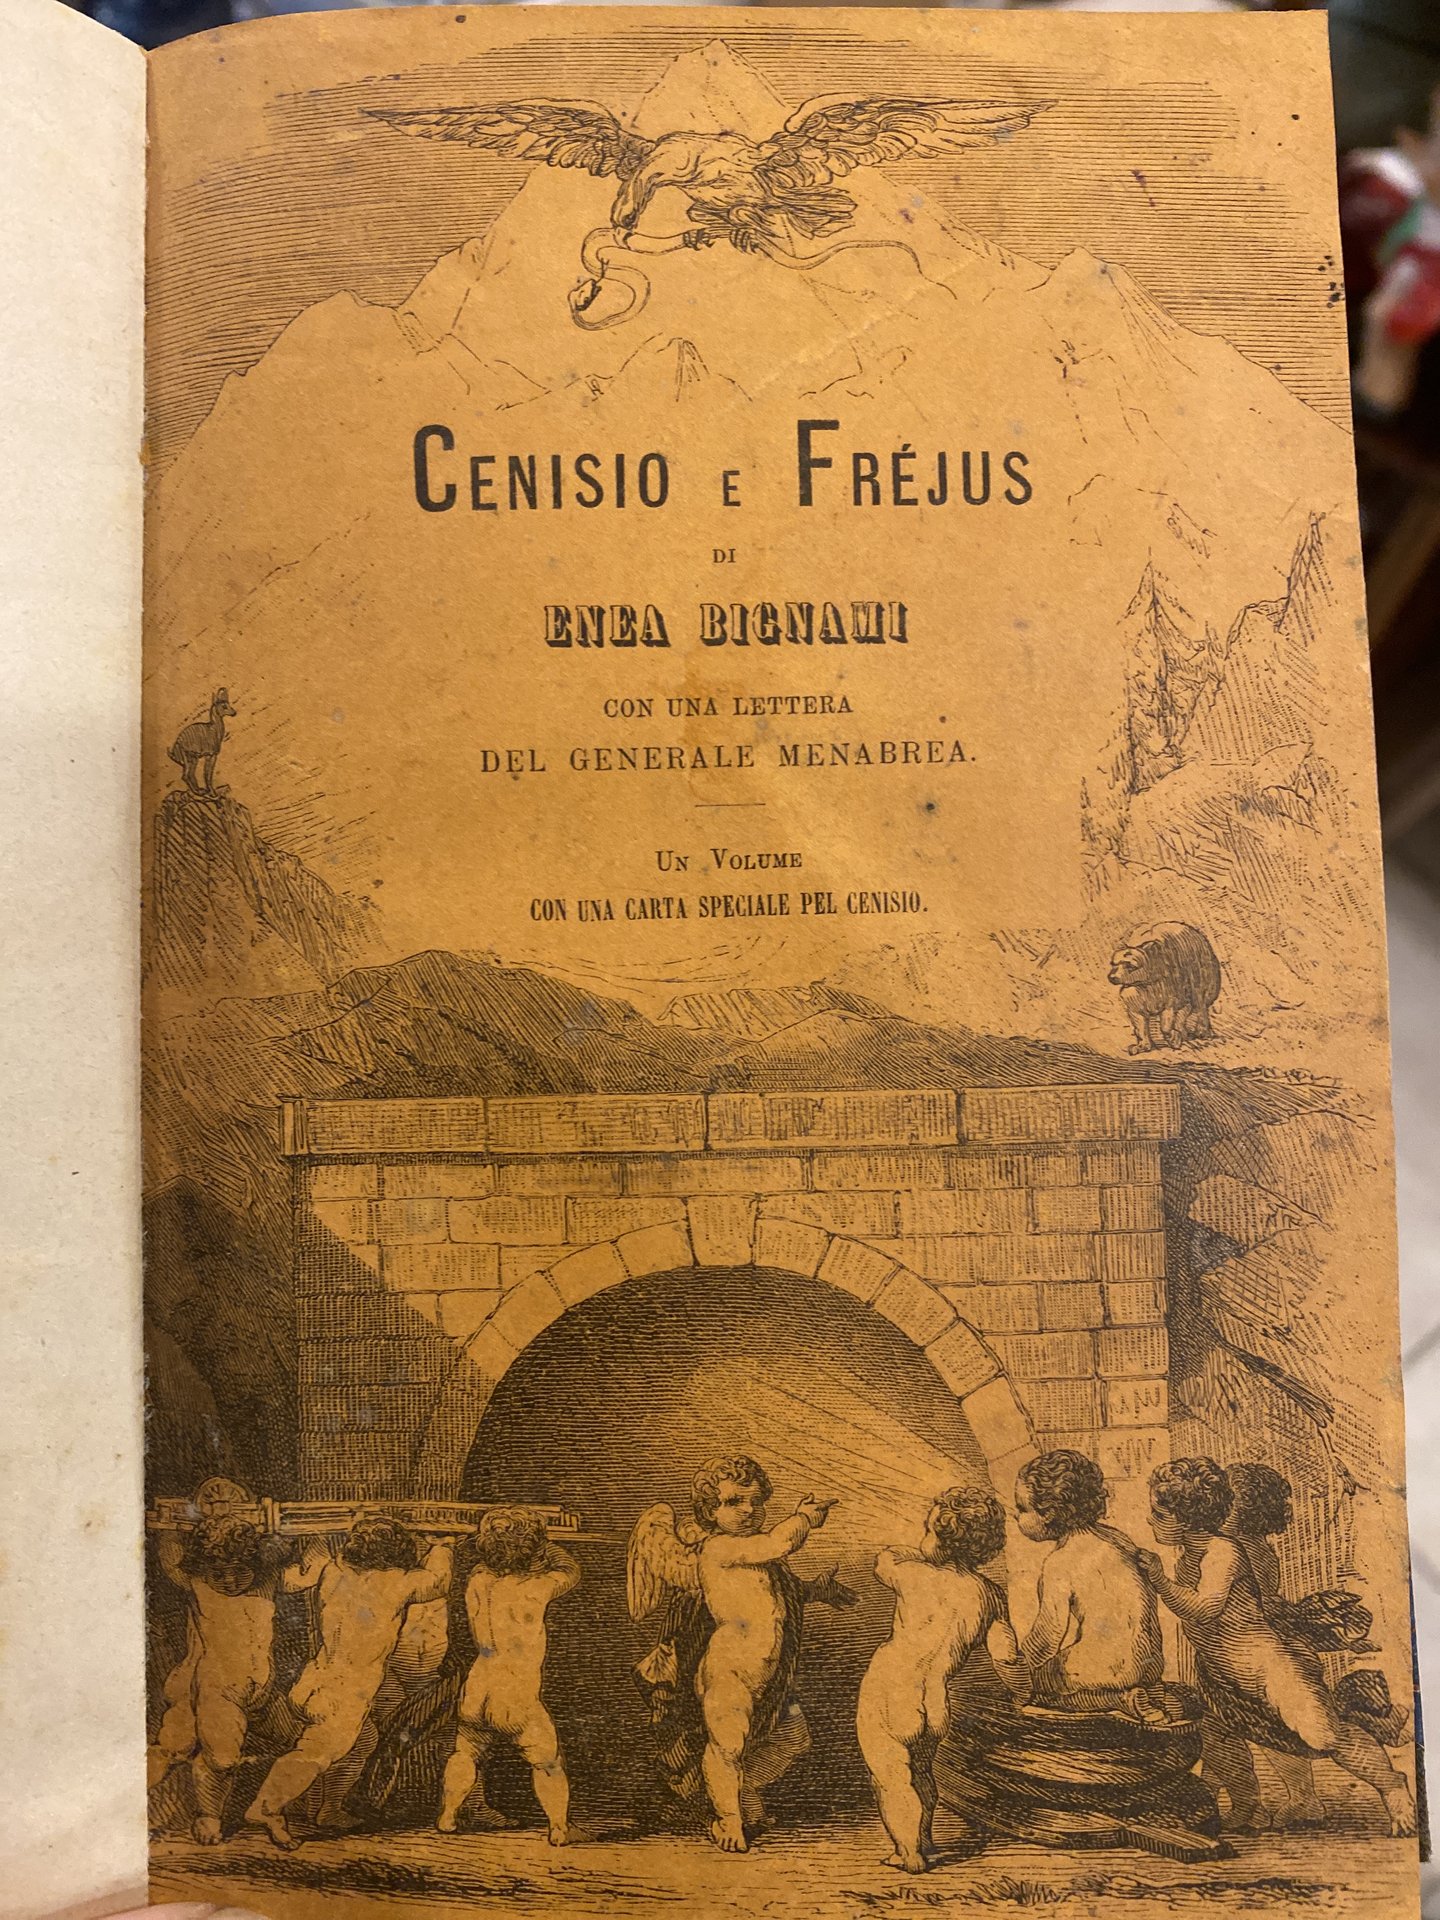 CENISIO E FRÉJUS
DI
ENEA BIGNAMI
CON UNA LETTERA
DEL GENERALE MENABREA.
UN VOLUME
CON UNA CARTA SPECIALE PEL CENISIO.